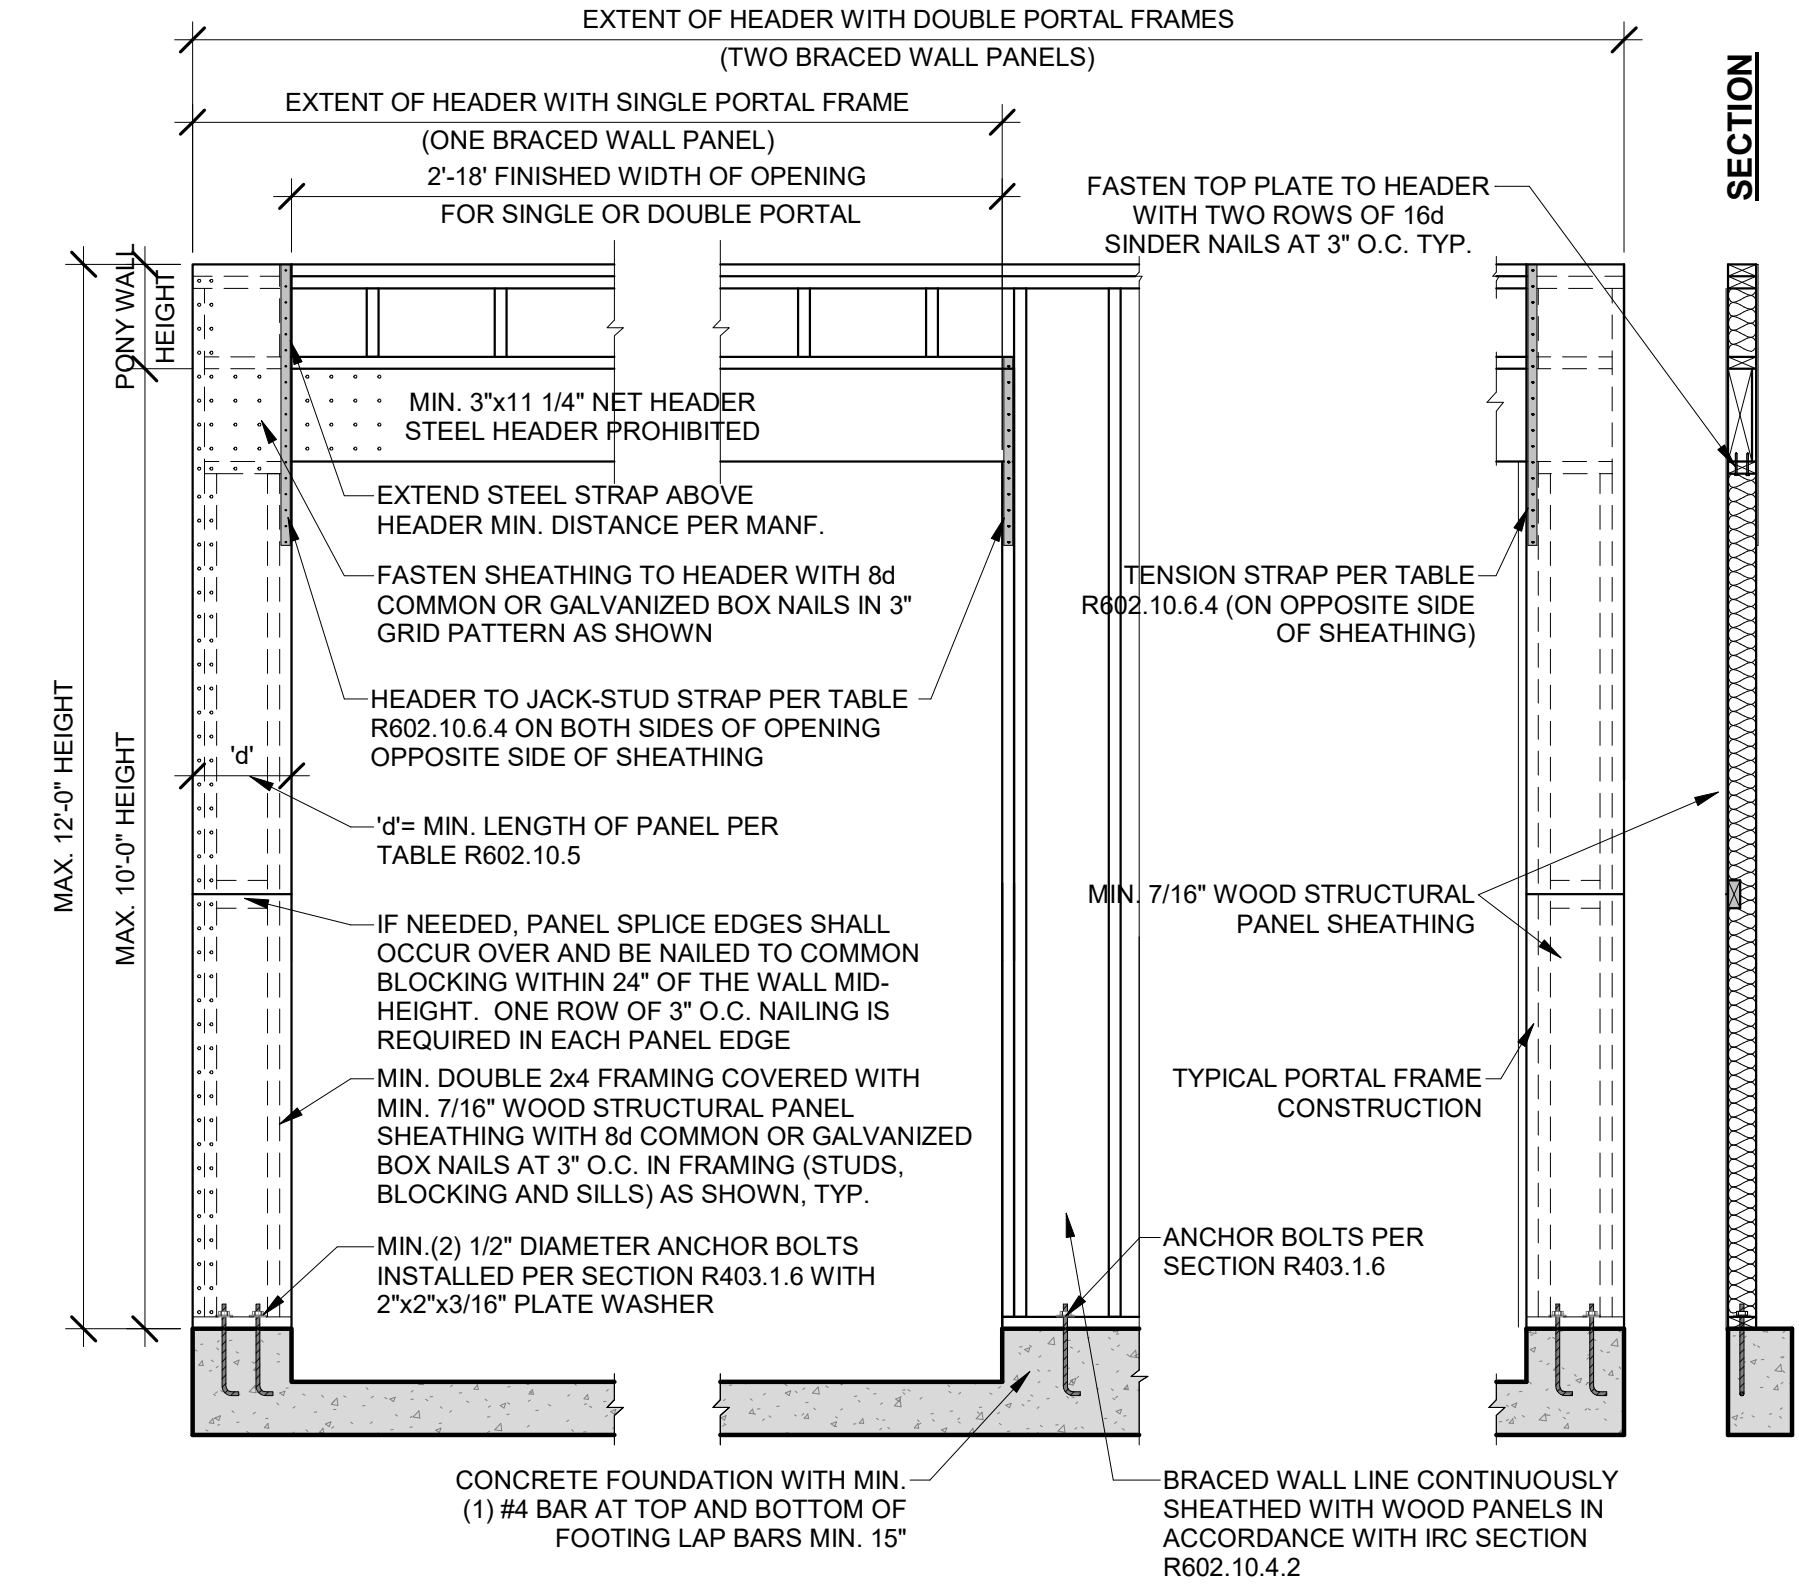 EXTENT OF HEADER WITH DOUBLE PORTAL FRAMES
(TWO BRACED WALL PANELS)
EXTENT OF HEADER WITH SINGLE PORTAL FRAME
(ONE BRACED WALL PANEL)
2'-18' FINISHED WIDTH OF OPENING
FOR SINGLE OR DOUBLE PORTAL
SECTION
FASTEN TOP PLATE TO HEADER
WITH TWO ROWS OF 16d
SINDER NAILS AT 3" O.C. TYP.
PONY WALL
HEIGHT
MIN. 3"x11 1/4" NET HEADER
STEEL HEADER PROHIBITED
EXTEND STEEL STRAP ABOVE
HEADER MIN. DISTANCE PER MANF.
FASTEN SHEATHING TO HEADER WITH 8d
COMMON OR GALVANIZED BOX NAILS IN 3"
GRID PATTERN AS SHOWN
TENSION STRAP PER TABLE
R602.10.6.4 (ON OPPOSITE SIDE
OF SHEATHING)
HEADER TO JACK-STUD STRAP PER TABLE
R602.10.6.4 ON BOTH SIDES OF OPENING
OPPOSITE SIDE OF SHEATHING
MAX. 12'-0" HEIGHT
MAX. 10'-0" HEIGHT
'd'
'd'= MIN. LENGTH OF PANEL PER
TABLE R602.10.5
MIN. 7/16" WOOD STRUCTURAL
PANEL SHEATHING
IF NEEDED, PANEL SPLICE EDGES SHALL
OCCUR OVER AND BE NAILED TO COMMON
BLOCKING WITHIN 24" OF THE WALL MID-
HEIGHT.  ONE ROW OF 3" O.C. NAILING IS
REQUIRED IN EACH PANEL EDGE
MIN. DOUBLE 2x4 FRAMING COVERED WITH
MIN. 7/16" WOOD STRUCTURAL PANEL
SHEATHING WITH 8d COMMON OR GALVANIZED
BOX NAILS AT 3" O.C. IN FRAMING (STUDS,
BLOCKING AND SILLS) AS SHOWN, TYP.
TYPICAL PORTAL FRAME
CONSTRUCTION
MIN.(2) 1/2" DIAMETER ANCHOR BOLTS
INSTALLED PER SECTION R403.1.6 WITH
2"x2"x3/16" PLATE WASHER
ANCHOR BOLTS PER
SECTION R403.1.6
CONCRETE FOUNDATION WITH MIN.
(1) #4 BAR AT TOP AND BOTTOM OF
FOOTING LAP BARS MIN. 15"
BRACED WALL LINE CONTINUOUSLY
SHEATHED WITH WOOD PANELS IN
ACCORDANCE WITH IRC SECTION
R602.10.4.2